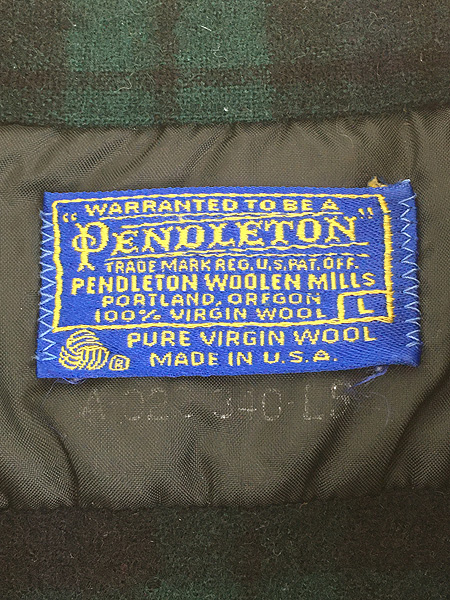 WARRANTED TO BE A
"PENDLETON"
TRADE MARK REG. U.S. PAT. OFF.
PENDLETON WOOLEN MILLS
PORTLAND, OREGON
100% VIRGIN WOOL L
PURE VIRGIN WOOL
® MADE IN U.S.A.